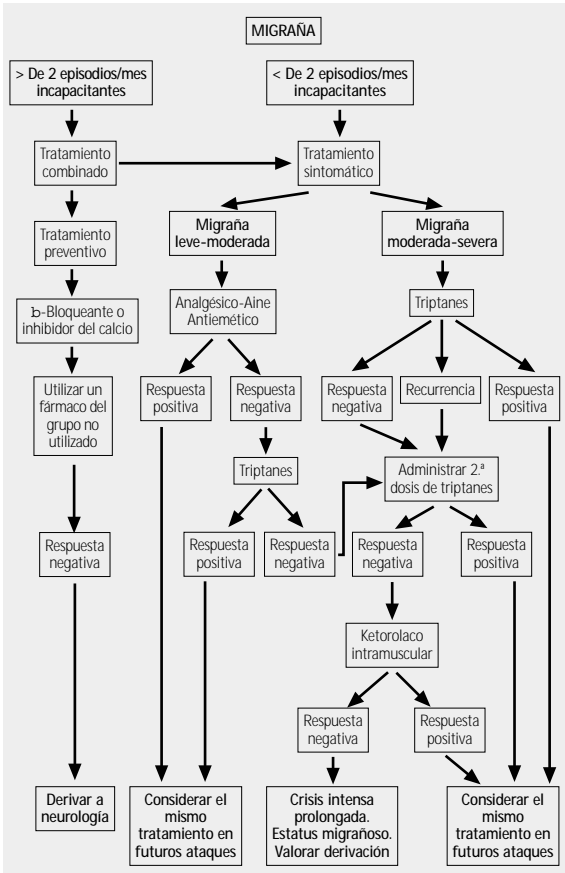 MIGRAÑA
> De 2 episodios/mes
incapacitantes
< De 2 episodios/mes
incapacitantes
Tratamiento
combinado
Tratamiento
sintomático
Tratamiento
preventivo
Migraña
leve-moderada
Migraña
moderada-severa
b-Bloqueante o
inhibidor del calcio
Analgésico-Aine
Antiemético
Triptanes
Utilizar un
fármaco del
grupo no
utilizado
Respuesta
positiva
Respuesta
negativa
Respuesta
negativa
Recurrencia
Respuesta
positiva
Triptanes
Administrar 2.ª
dosis de triptanes
Respuesta
negativa
Respuesta
positiva
Respuesta
negativa
Respuesta
negativa
Respuesta
positiva
Ketorolaco
intramuscular
Respuesta
negativa
Respuesta
positiva
Derivar a
neurología
Considerar el
mismo
tratamiento en
futuros ataques
Crisis intensa
prolongada.
Estatus migrañoso.
Valorar derivación
Considerar el
mismo
tratamiento en
futuros ataques